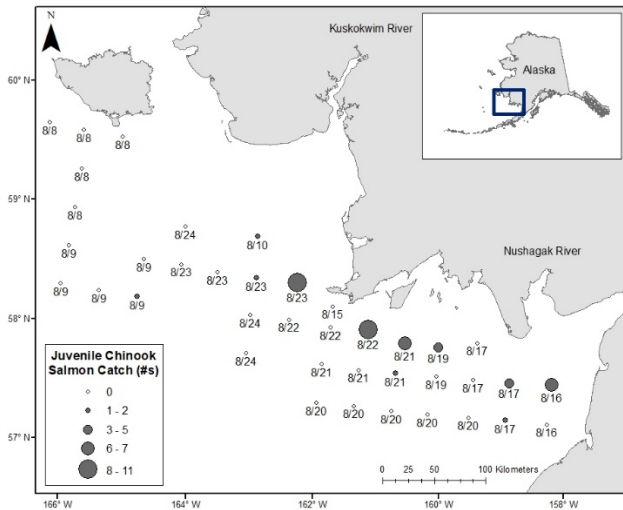 N
Kuskokwim River
Alaska
60° N
8/8 8/8 8/8
8/8
59° N
8/8
8/24
8/10
Nushagak River
8/9
8/9 8/23 8/23 8/23 8/23
8/9 8/9 8/9
8/15
58° N
8/24 8/22 8/22 8/22 8/21 8/19 8/17
8/24
8/21 8/21 8/21 8/19 8/17 8/17 8/16
8/20 8/20 8/20 8/20 8/20 8/17 8/16
57° N
Juvenile Chinook
Salmon Catch (#s)
0
1 - 2
3 - 5
6 - 7
8 - 11
0 25 50 100 Kilometers
166° W 164° W 162° W 160° W 158° W